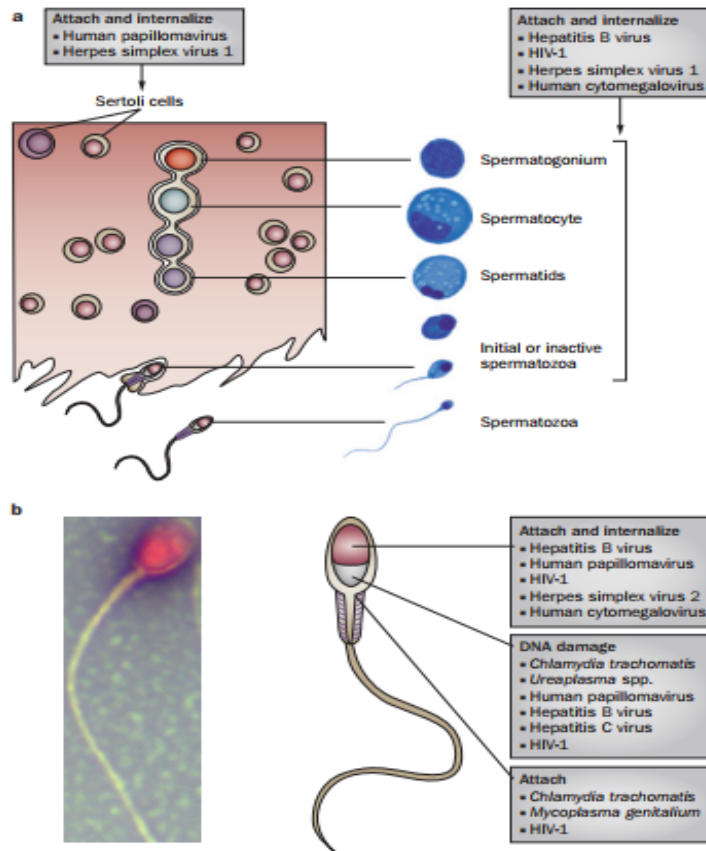 a
Attach and internalize
▪ Human papillomavirus
▪ Herpes simplex virus 1
Sertoli cells
Attach and internalize
▪ Hepatitis B virus
▪ HIV-1
▪ Herpes simplex virus 1
▪ Human cytomegalovirus
Spermatogonium
Spermatocyte
Spermatids
Initial or inactive
spermatozoa
Spermatozoa
b
Attach and internalize
▪ Hepatitis B virus
▪ Human papillomavirus
▪ HIV-1
▪ Herpes simplex virus 2
▪ Human cytomegalovirus
DNA damage
▪ Chlamydia trachomatis
▪ Ureaplasma spp.
▪ Human papillomavirus
▪ Hepatitis B virus
▪ Hepatitis C virus
▪ HIV-1
Attach
▪ Chlamydia trachomatis
▪ Mycoplasma genitalium
▪ HIV-1